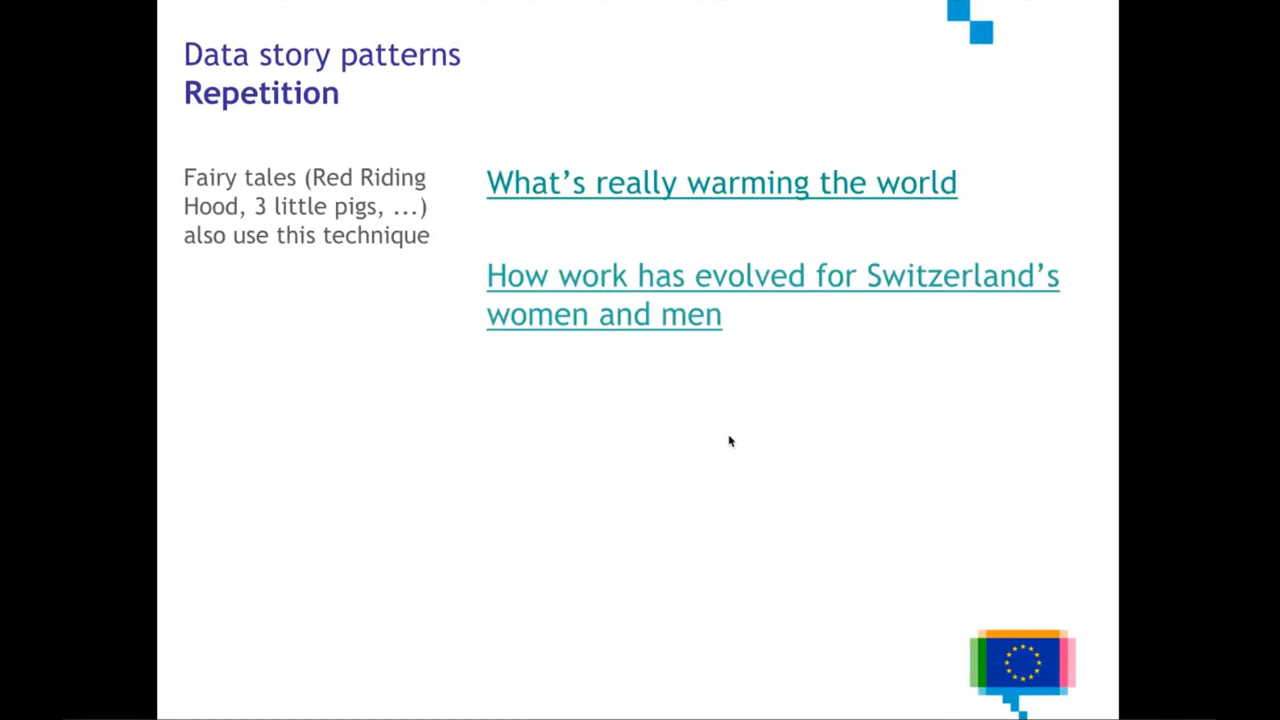 Data story patterns
Repetition
Fairy tales (Red Riding
Hood, 3 little pigs, ...)
also use this technique
What’s really warming the world
How work has evolved for Switzerland’s
women and men